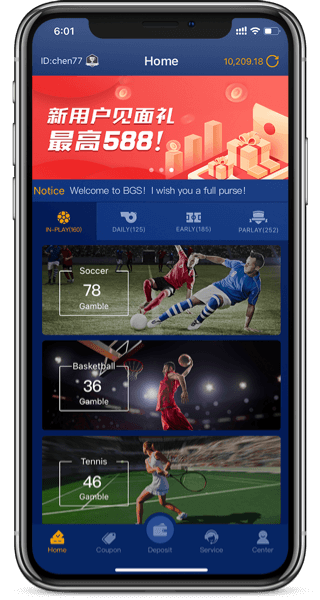 6:01
ID:chen77
Home
10,209.18
新用户见面礼
最高588!
Notice Welcome to BGS! I wish you a full purse!
IN-PLAY(160) DAILY(125) EARLY(185) PARLAY(252)
Soccer
78
Gamble
Basketball
36
Gamble
Tennis
46
Gamble
Home Coupon Deposit Service Center